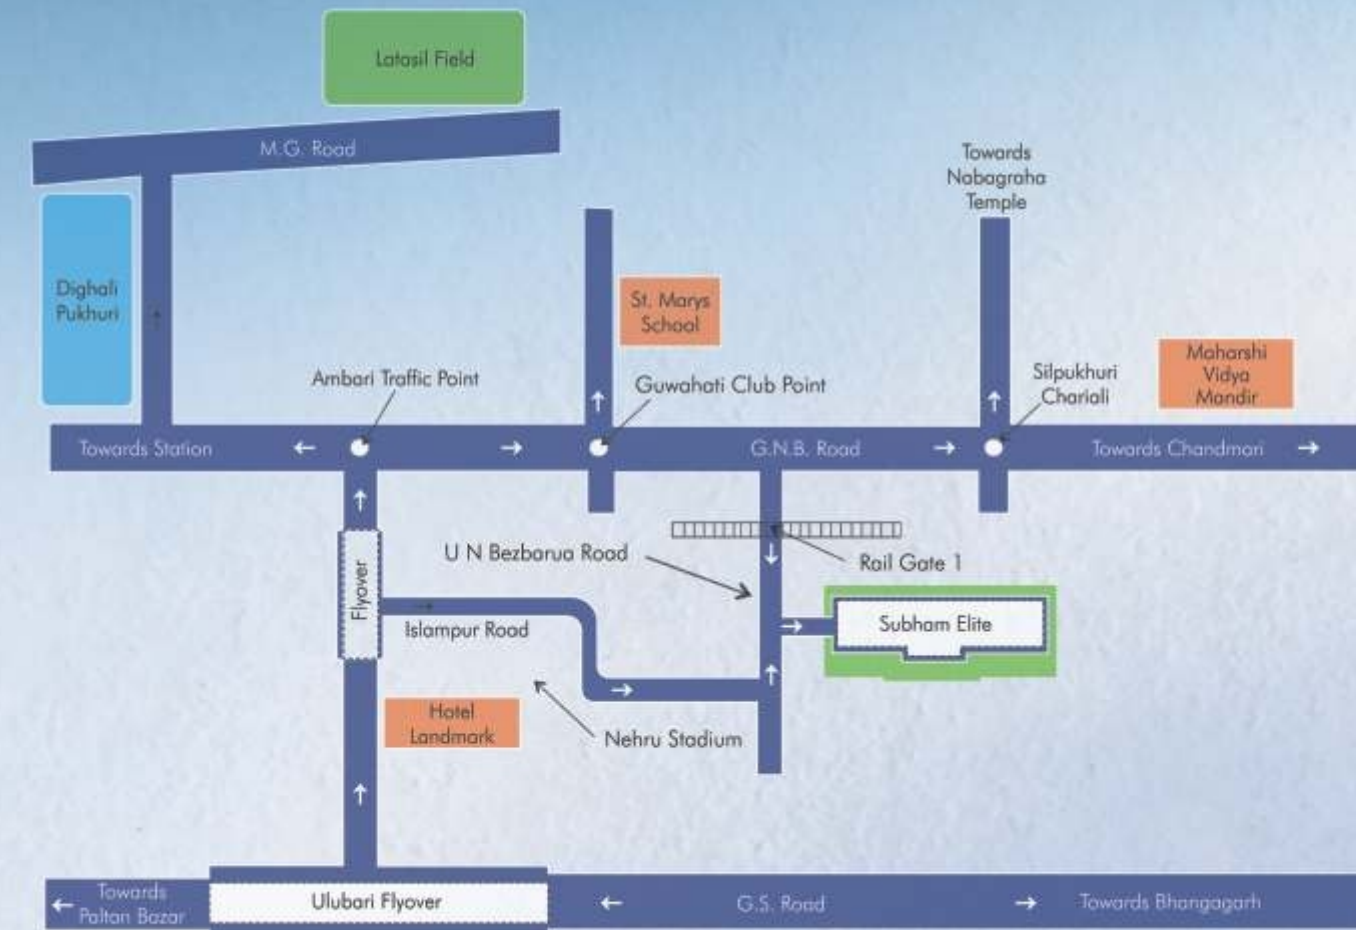 Latasil Field
M.G. Road
Towards
Nabagraha
Temple
Dighali
Pukhuri
St. Marys
School
Maharshi
Vidya
Mandir
Ambari Traffic Point
Guwahati Club Point
Silpukhuri
Chariali
Towards Station
G.N.B. Road
Towards Chandmari
U N Bezbarua Road
Rail Gate 1
Flyover
Islampur Road
Subham Elite
Hotel
Landmark
Nehru Stadium
Towards
Paltan Bazar
Ulubari Flyover
G.S. Road
Towards Bhangagarh